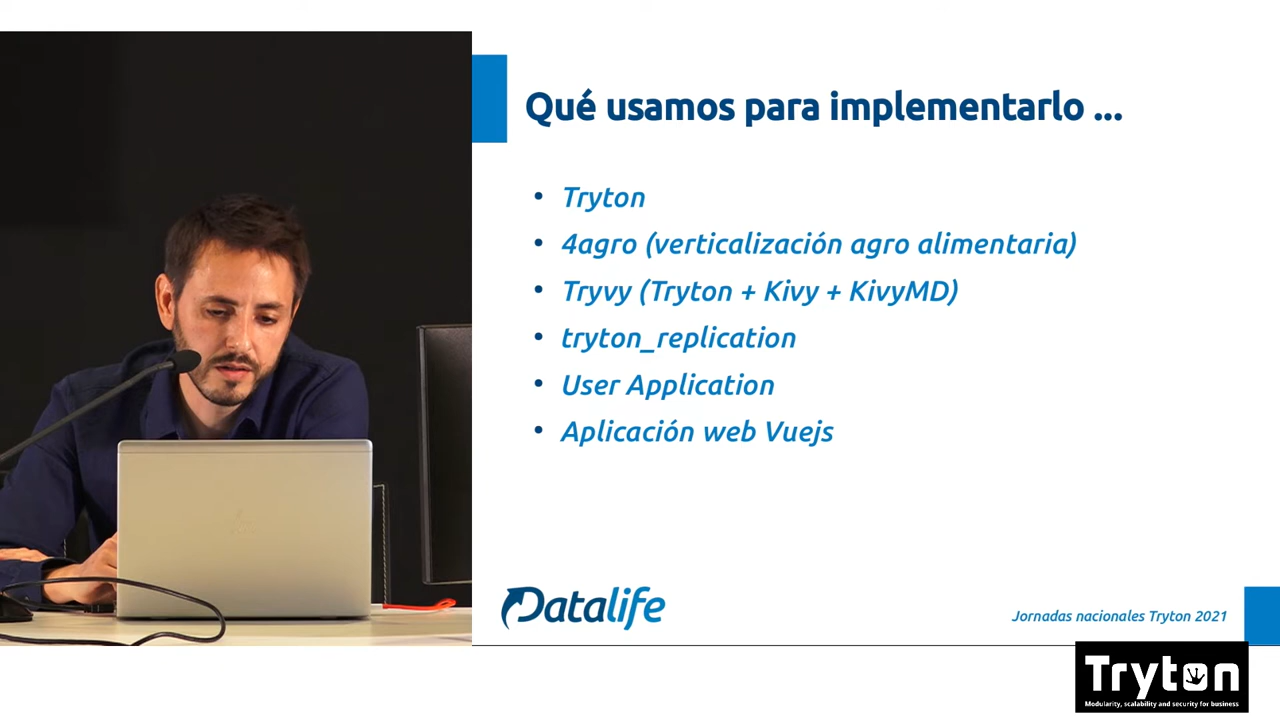 Qué usamos para implementarlo ...
• Tryton
• 4agro (verticalización agro alimentaria)
• Tryvy (Tryton + Kivy + KivyMD)
• tryton_replication
• User Application
• Aplicación web Vuejs
Datalife
Jornadas nacionales Tryton 2021
Tryton
Modularity, scalability and security for business